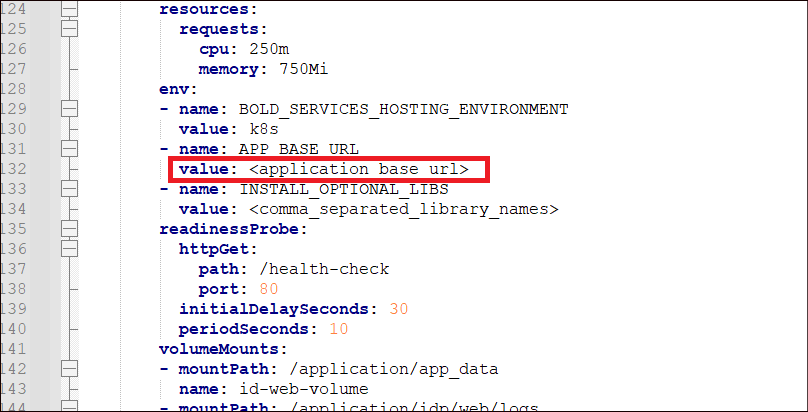 124 resources:
125 requests:
126 cpu: 250m
127 memory: 750Mi
128 env:
129 - name: BOLD_SERVICES_HOSTING_ENVIRONMENT
130 value: k8s
131 - name: APP_BASE_URL
132 value: <application_base_url>
133 - name: INSTALL_OPTIONAL_LIBS
134 value: <comma_separated_library_names>
135 readinessProbe:
136 httpGet:
137 path: /health-check
138 port: 80
139 initialDelaySeconds: 30
140 periodSeconds: 10
141 volumeMounts:
142 - mountPath: /application/app_data
143 name: id-web-volume
144 - mountPath: /application/idp/web/logs